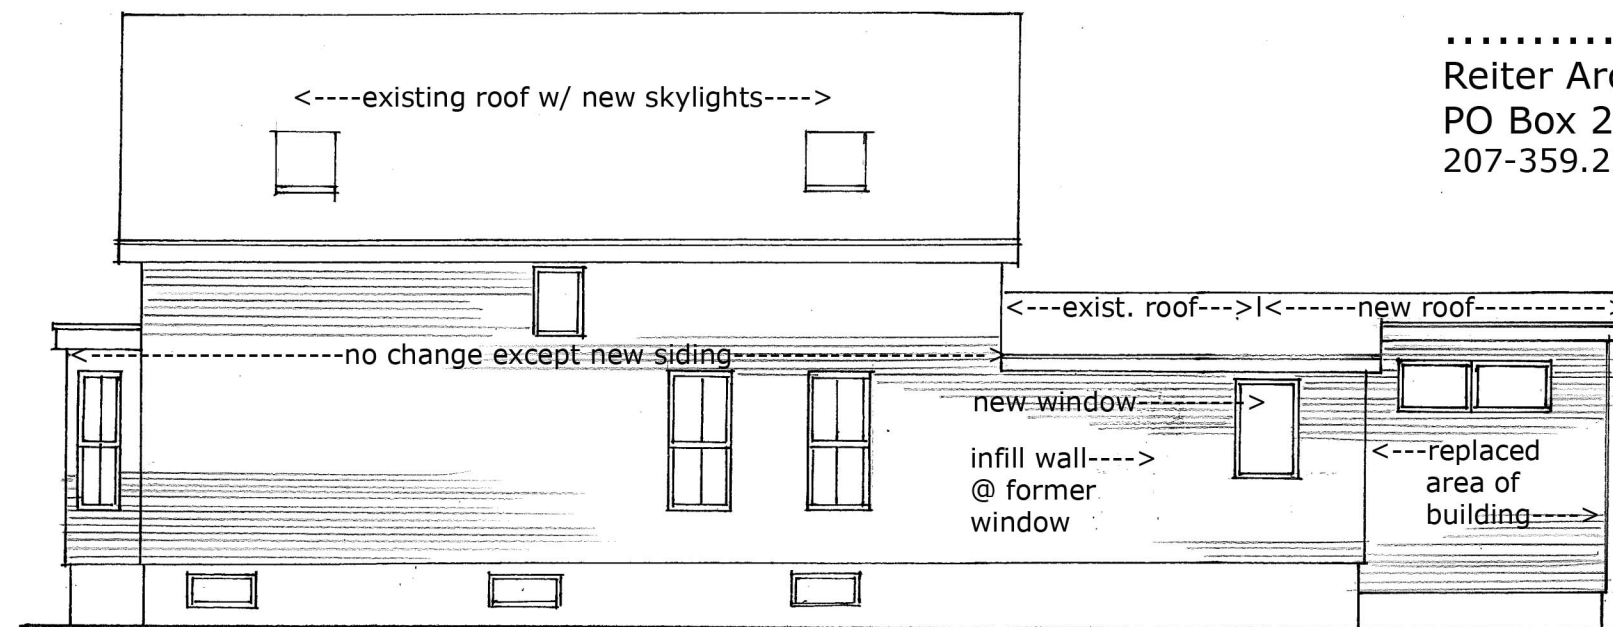 ..........
Reiter Arc
PO Box 2
207-359.2
<----existing roof w/ new skylights---->
<---exist. roof--->I<------new roof----------->
<-------------------no change except new siding-------------------->
new window--------->
infill wall---->
@ former
window
<---replaced
area of
building---->